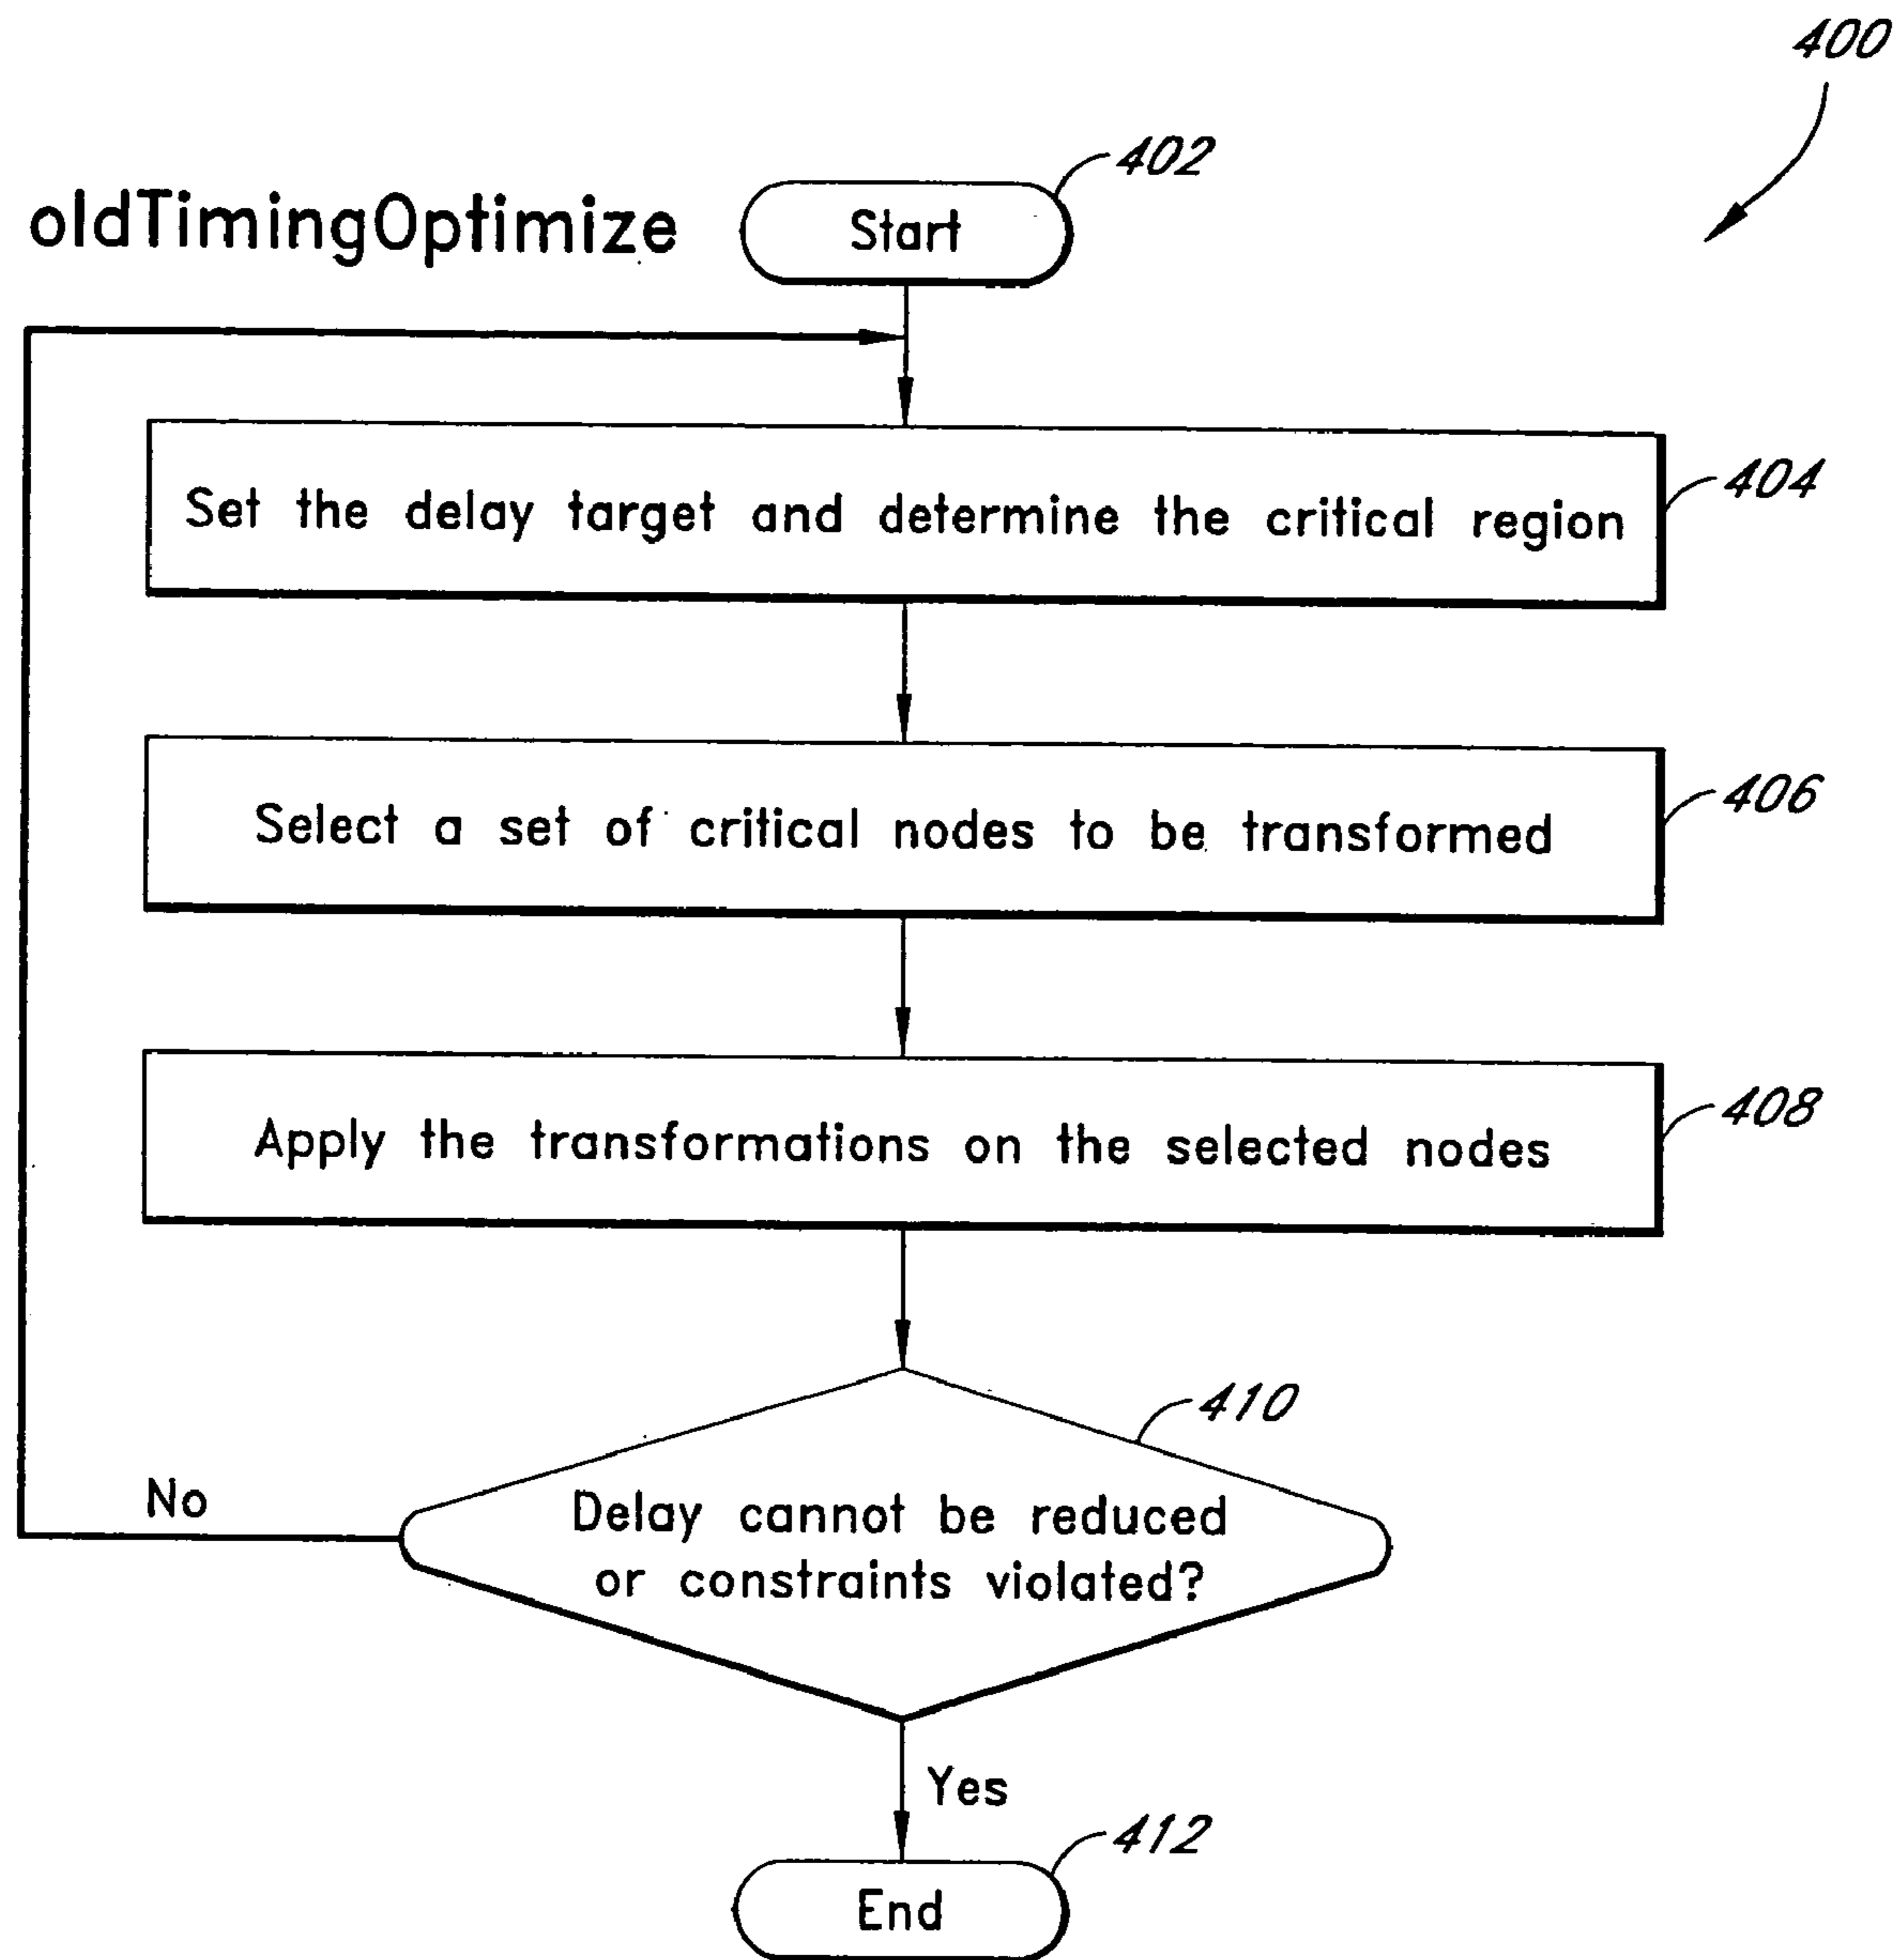 400
402
oldTimingOptimize
Start
Set the delay target and determine the critical region
404
Select a set of critical nodes to be transformed
406
Apply the transformations on the selected nodes
408
410
Delay cannot be reduced
or constraints violated?
No
Yes
412
End